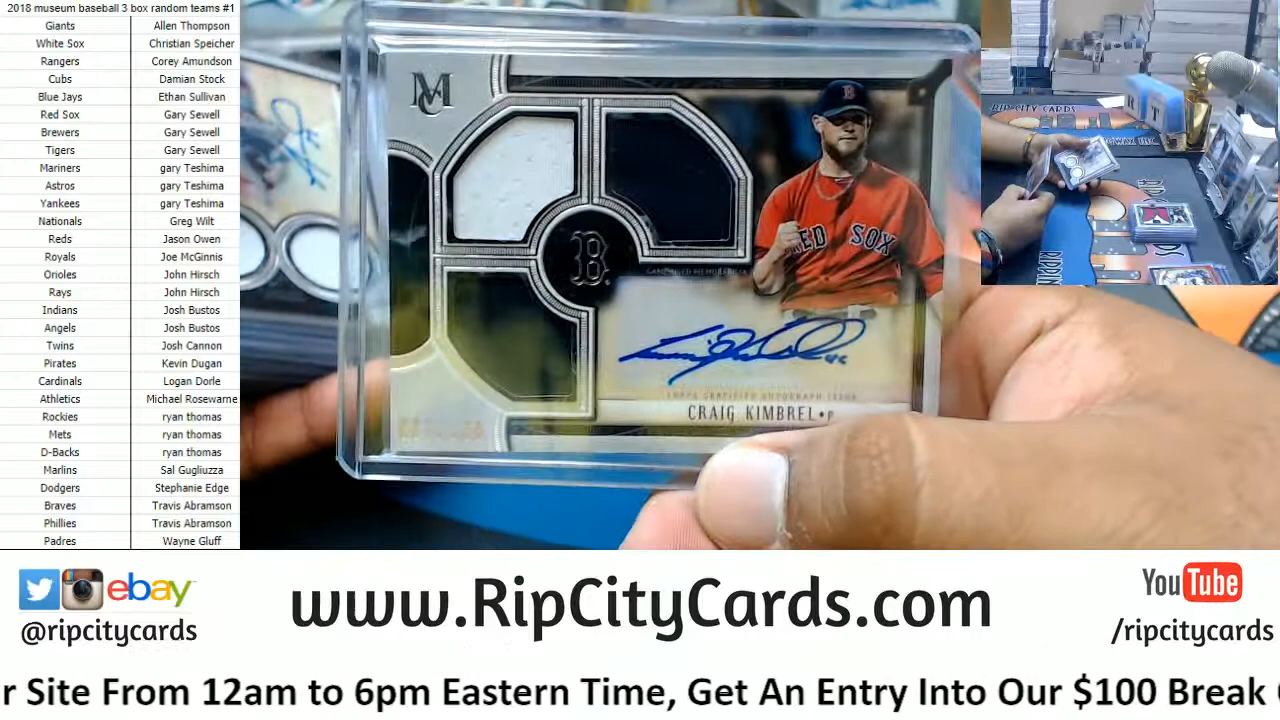 2018 museum baseball 3 box random teams #1
Giants Allen Thompson
White Sox Christian Speicher
Rangers Corey Amundson
Cubs Damian Stock
Blue Jays Ethan Sullivan
Red Sox Gary Sewell
Brewers Gary Sewell
Tigers Gary Sewell
Mariners gary Teshima
Astros gary Teshima
Yankees gary Teshima
Nationals Greg Wilt
Reds Jason Owen
Royals Joe McGinnis
Orioles John Hirsch
Rays John Hirsch
Indians Josh Bustos
Angels Josh Bustos
Twins Josh Cannon
Pirates Kevin Dugan
Cardinals Logan Dorle
Athletics Michael Rosewarne
Rockies ryan thomas
Mets ryan thomas
D-Backs ryan thomas
Marlins Sal Gugliuzza
Dodgers Stephanie Edge
Braves Travis Abramson
Phillies Travis Abramson
Padres Wayne Gluff
MC
B
RED SOX
TOPPS CERTIFIED AUTOGRAPH ISSUE
CRAIG KIMBREL • P
RIP CITY CARDS
ebay
@ripcitycards
www.RipCityCards.com
YouTube
/ripcitycards
r Site From 12am to 6pm Eastern Time, Get An Entry Into Our $100 Break